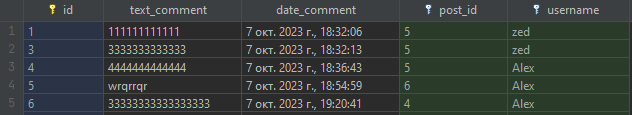 id text_comment date_comment post_id username
1 1 111111111111 7 окт. 2023 г., 18:32:06 5 zed
2 3 3333333333333 7 окт. 2023 г., 18:32:13 5 zed
3 4 4444444444444 7 окт. 2023 г., 18:36:43 5 Alex
4 5 wrqrrqr 7 окт. 2023 г., 18:54:59 6 Alex
5 6 33333333333333333 7 окт. 2023 г., 19:20:41 4 Alex